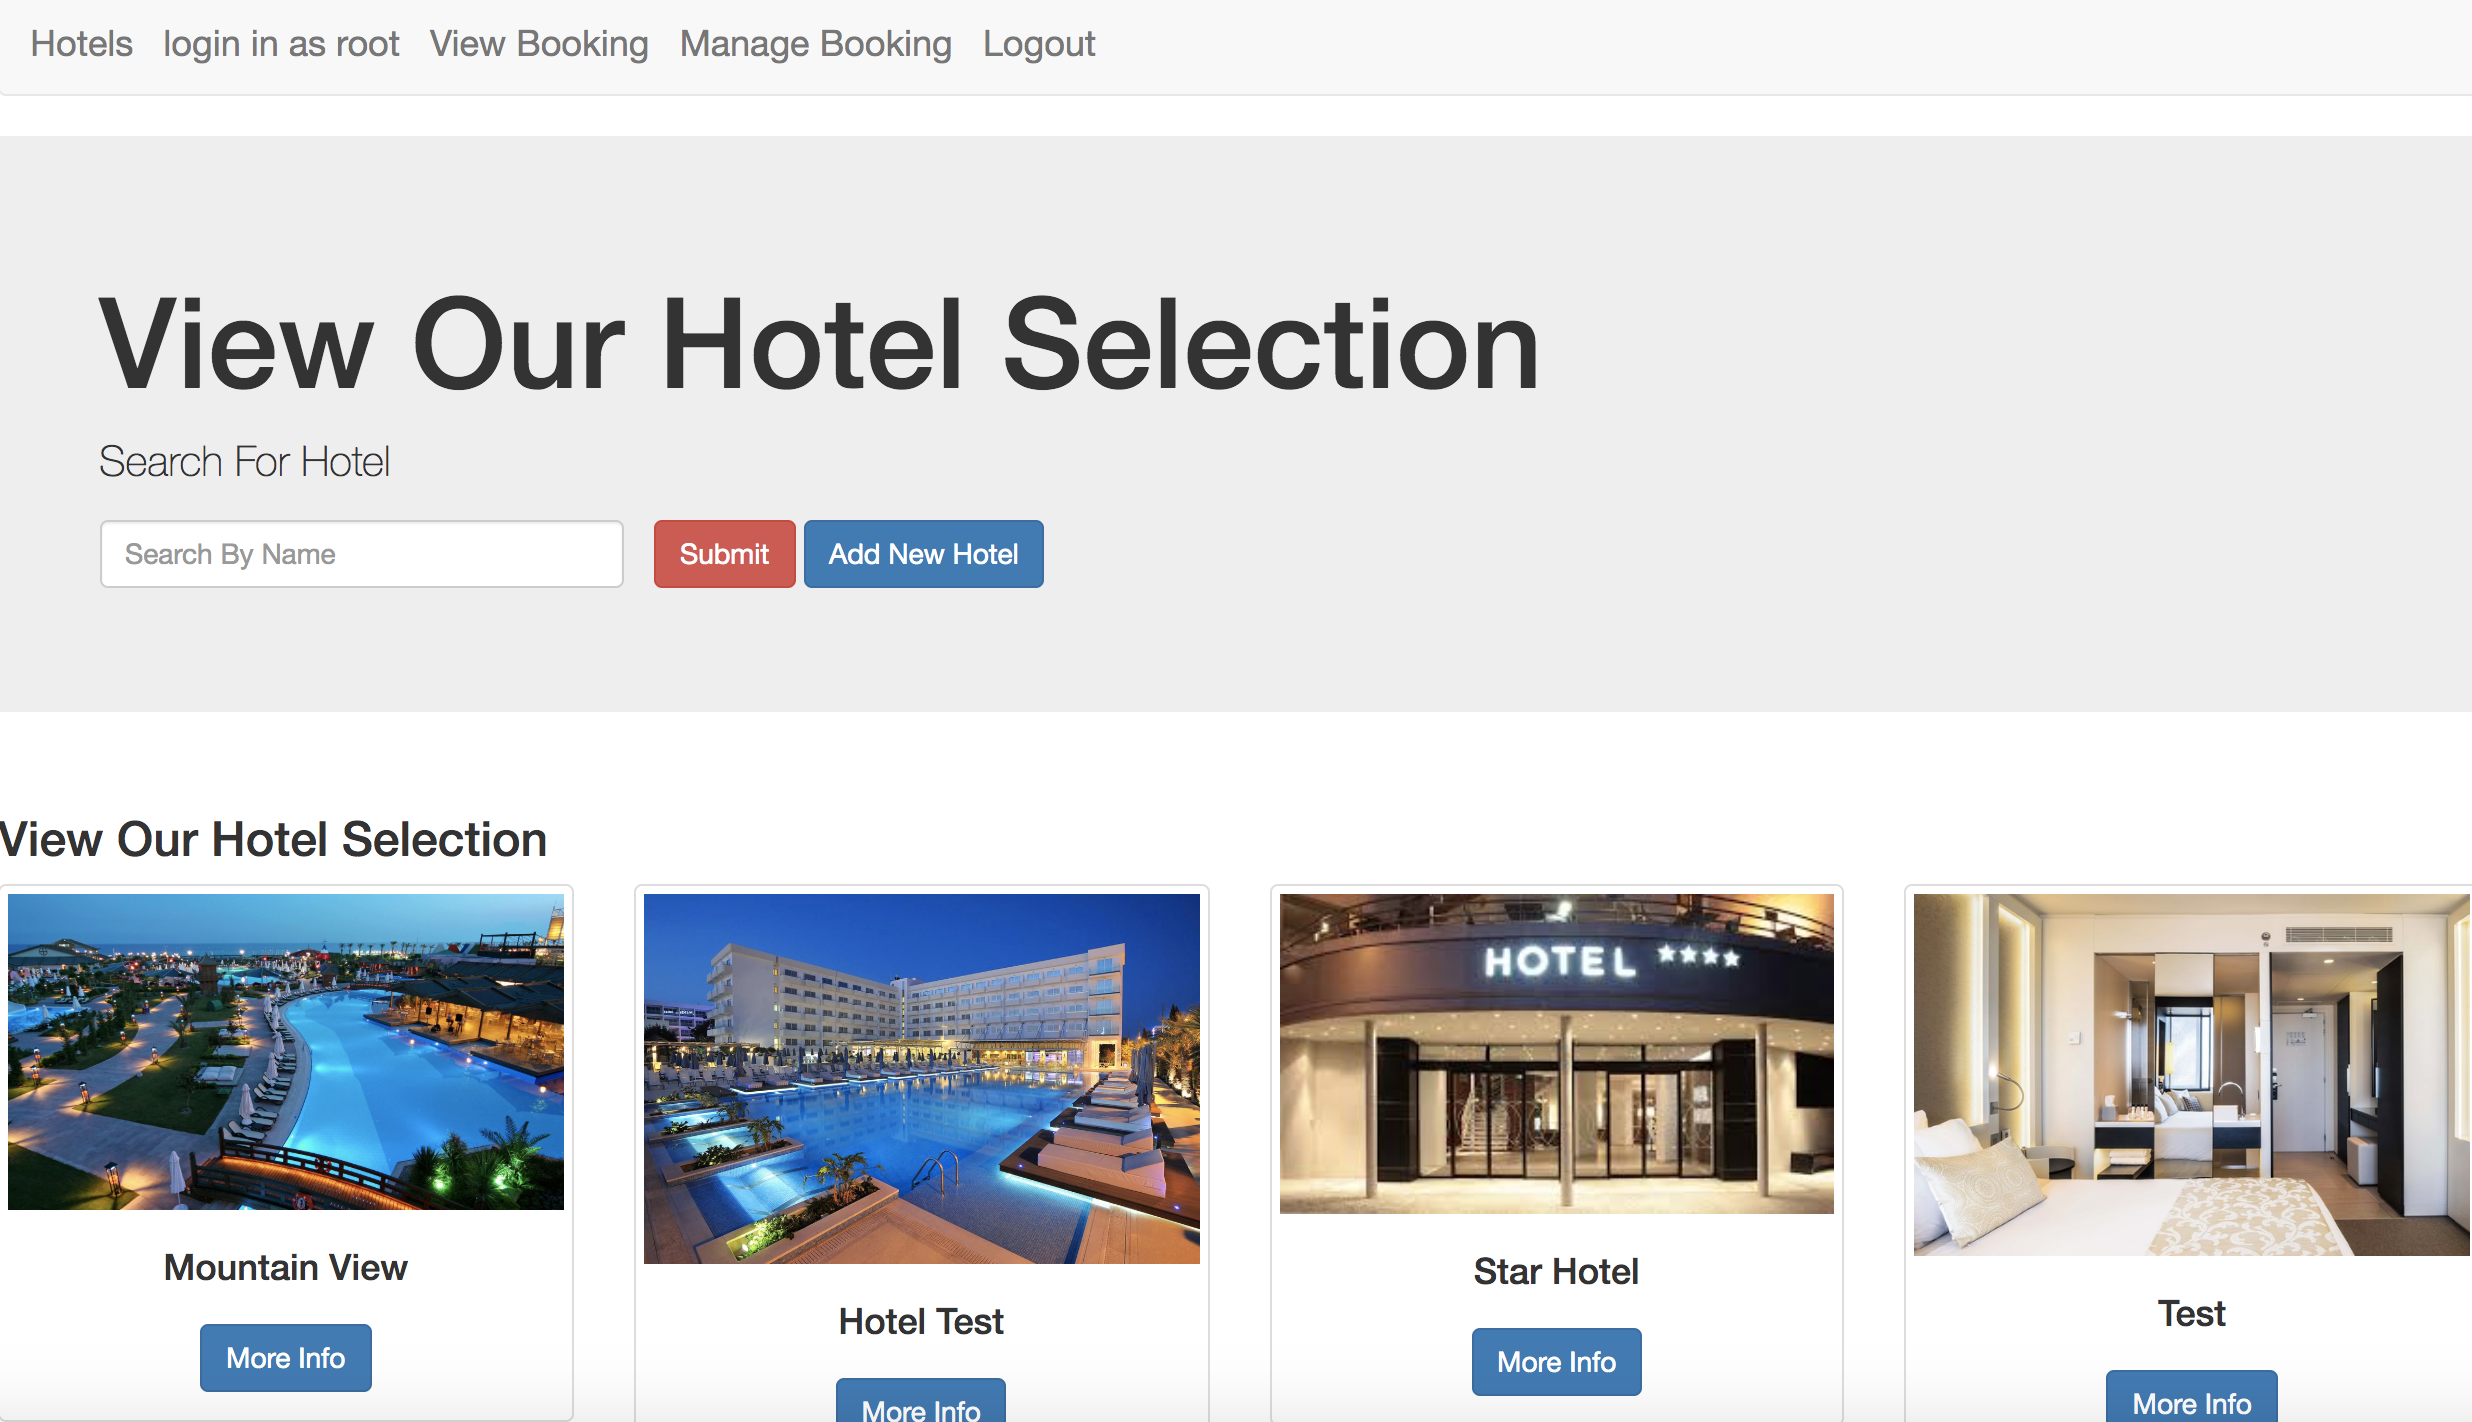 Hotels login in as root View Booking Manage Booking Logout
View Our Hotel Selection
Search For Hotel
Search By Name Submit Add New Hotel
View Our Hotel Selection
HOTEL ★★★★
Mountain View
Hotel Test
Star Hotel
Test
More Info
More Info
More Info
More Info